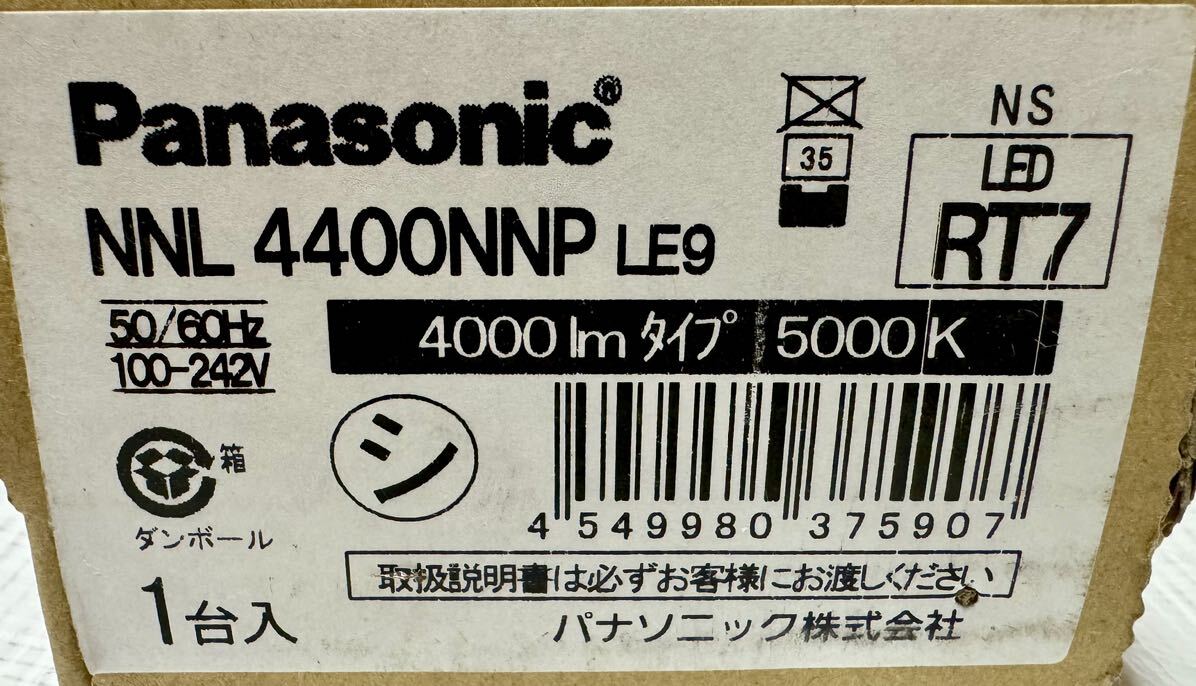 Panasonic®
NNL 4400NNP LE9
35
NS
LED
RT7
50/60Hz
100-242V
4000 lm タイプ 5000 K
シ
箱
ダンボール
4 549980 375907
取扱説明書は必ずお客様にお渡しください
1台入
パナソニック株式会社